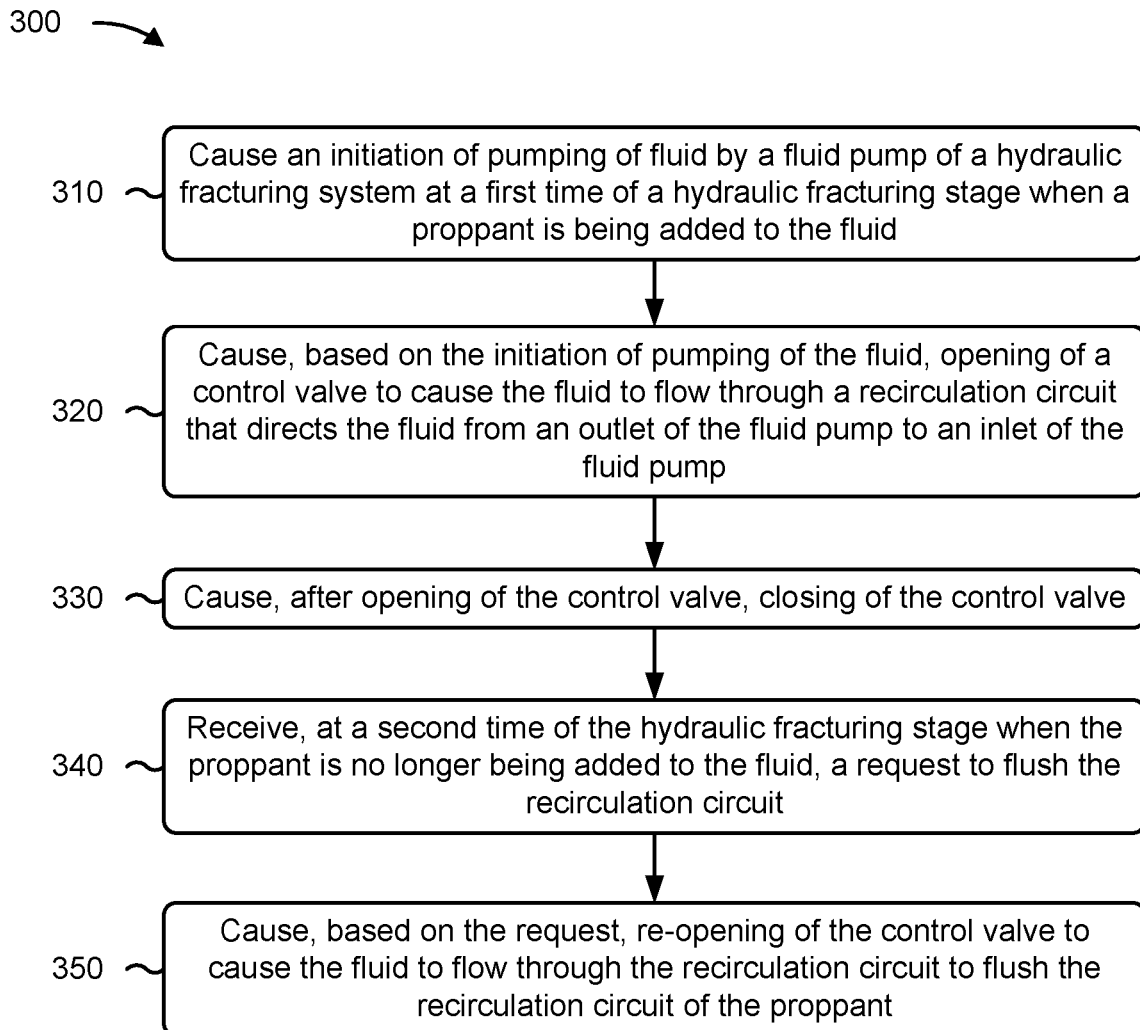 300
310
Cause an initiation of pumping of fluid by a fluid pump of a hydraulic
fracturing system at a first time of a hydraulic fracturing stage when a
proppant is being added to the fluid
320
Cause, based on the initiation of pumping of the fluid, opening of a
control valve to cause the fluid to flow through a recirculation circuit
that directs the fluid from an outlet of the fluid pump to an inlet of the
fluid pump
330
Cause, after opening of the control valve, closing of the control valve
340
Receive, at a second time of the hydraulic fracturing stage when the
proppant is no longer being added to the fluid, a request to flush the
recirculation circuit
350
Cause, based on the request, re-opening of the control valve to
cause the fluid to flow through the recirculation circuit to flush the
recirculation circuit of the proppant